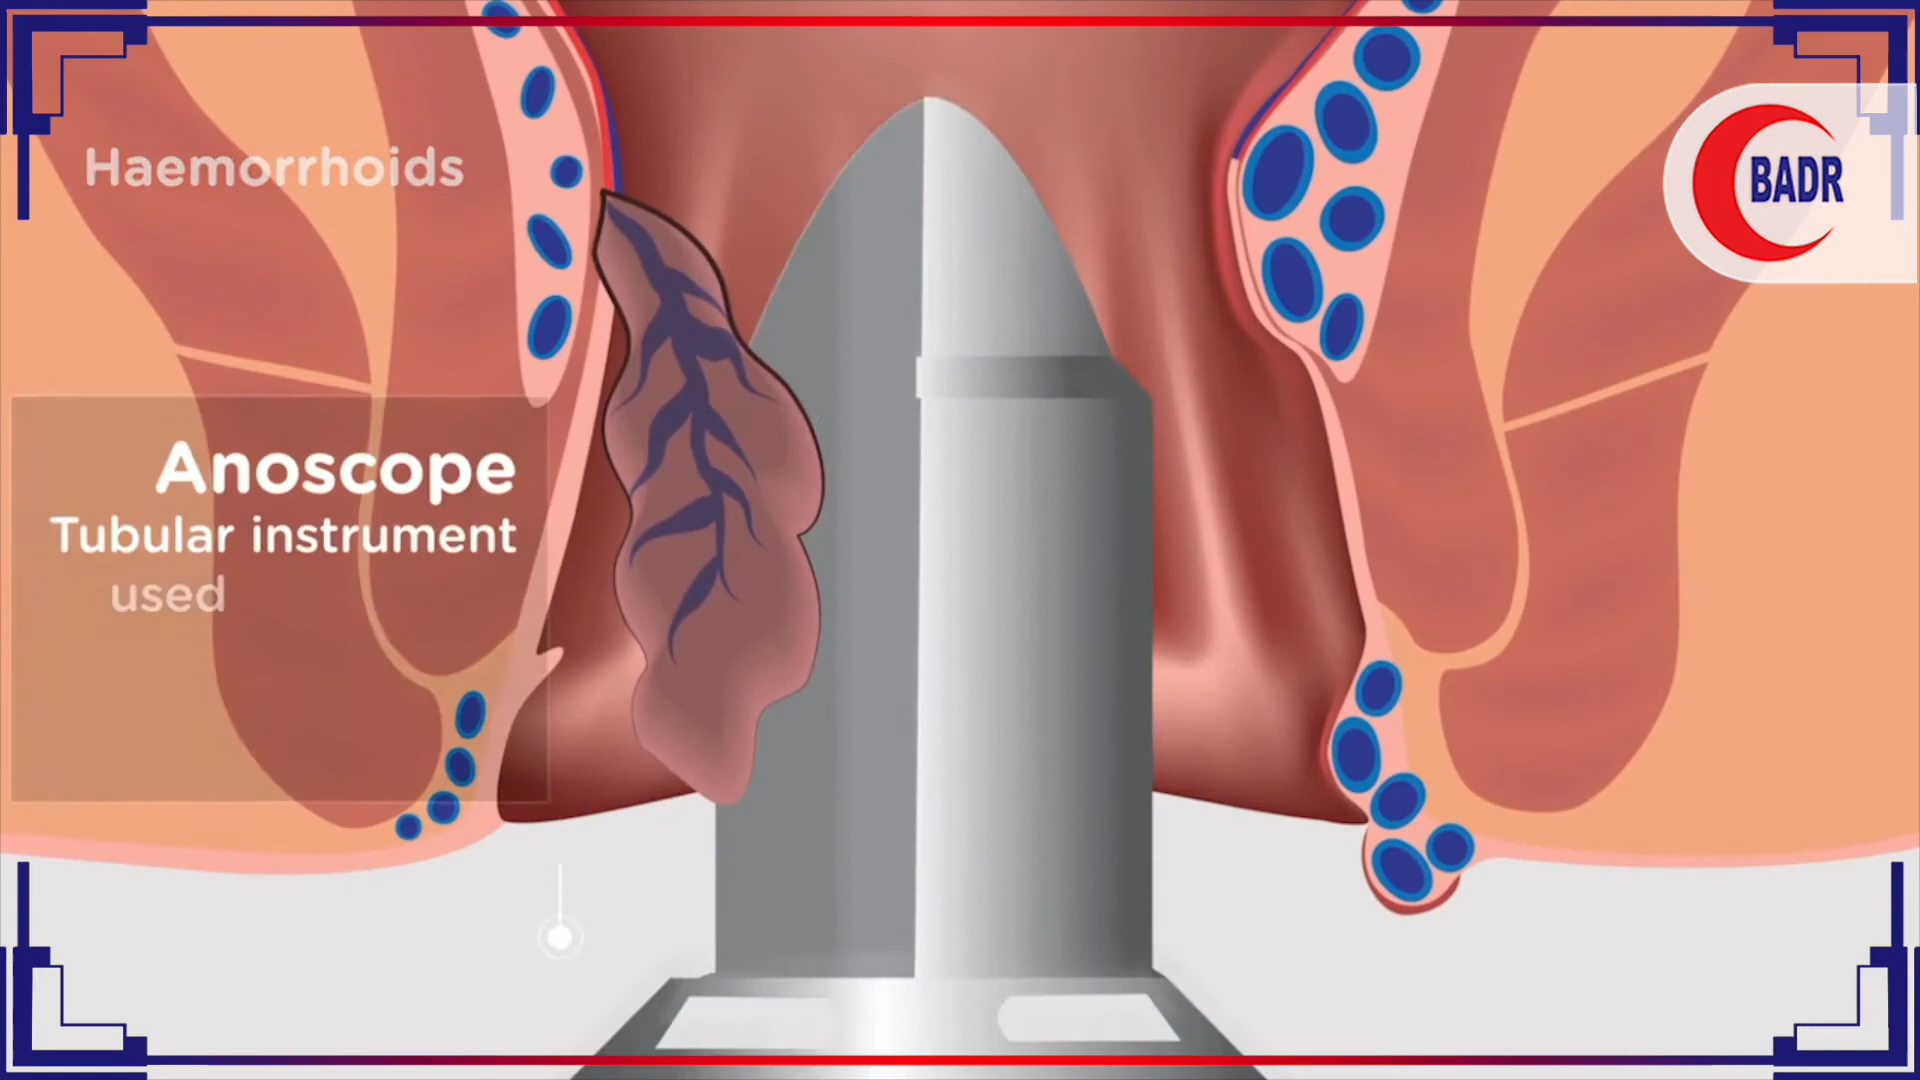 Haemorrhoids
BADR
Anoscope
Tubular instrument
used